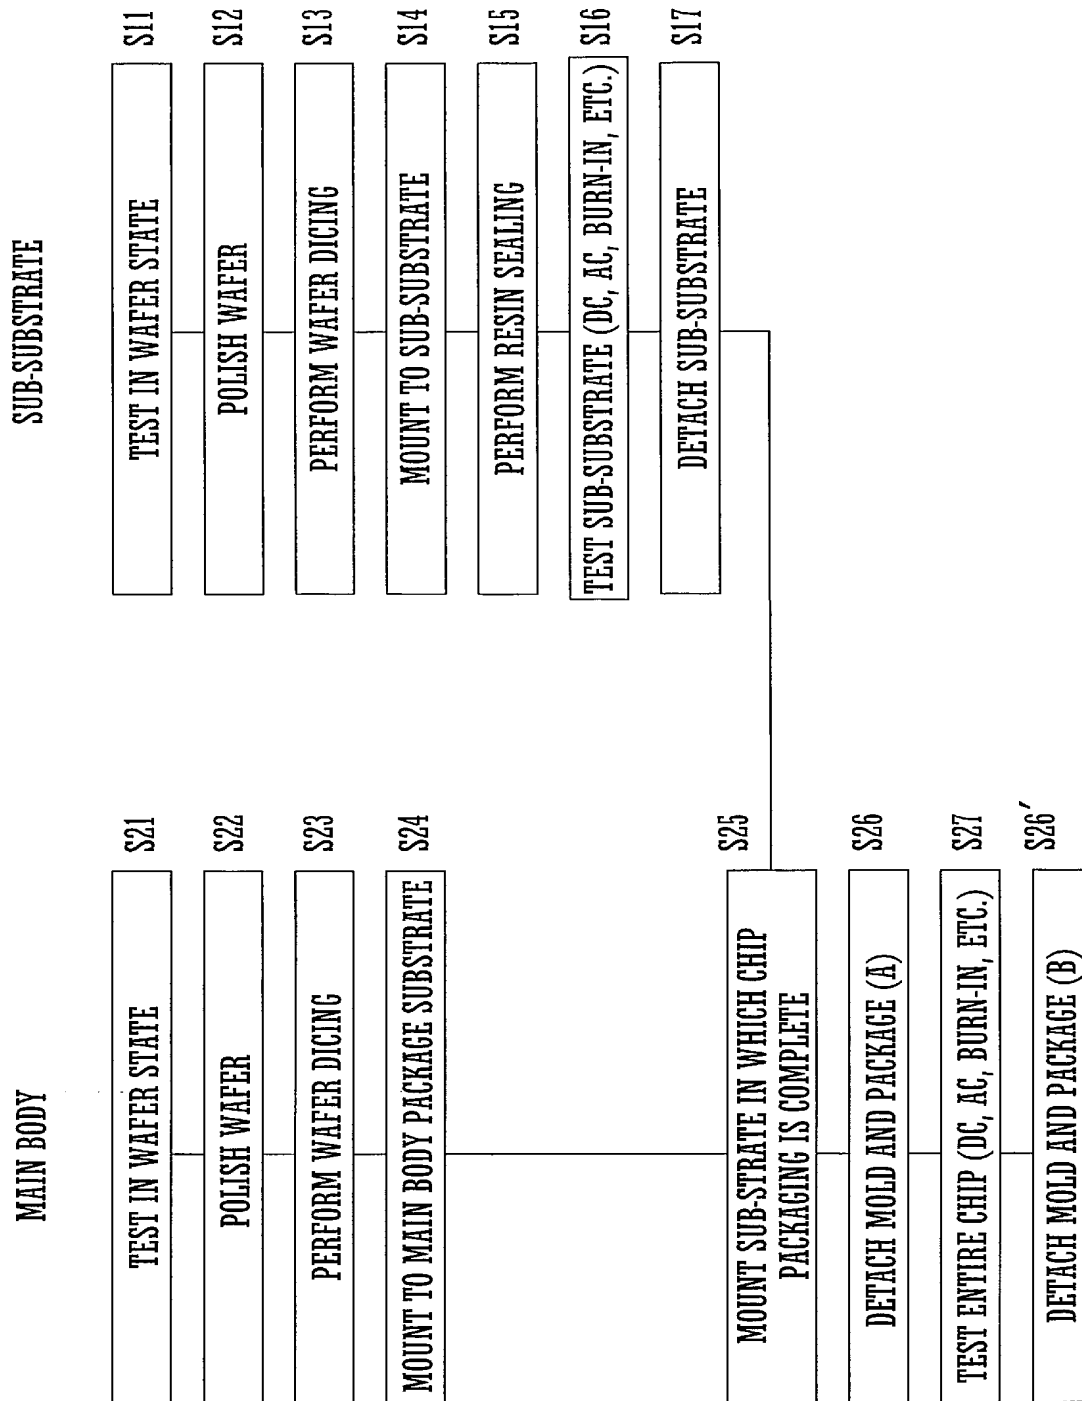 MAIN BODY
TEST IN WAFER STATE
S21
POLISH WAFER
S22
PERFORM WAFER DICING
S23
MOUNT TO MAIN BODY PACKAGE SUBSTRATE
S24
MOUNT SUB-STRATE IN WHICH CHIP
PACKAGING IS COMPLETE
S25
DETACH MOLD AND PACKAGE (A)
S26
TEST ENTIRE CHIP (DC, AC, BURN-IN, ETC.)
S27
DETACH MOLD AND PACKAGE (B)
S26′
SUB-SUBSTRATE
TEST IN WAFER STATE
S11
POLISH WAFER
S12
PERFORM WAFER DICING
S13
MOUNT TO SUB-SUBSTRATE
S14
PERFORM RESIN SEALING
S15
TEST SUB-SUBSTRATE (DC, AC, BURN-IN, ETC.)
S16
DETACH SUB-SUBSTRATE
S17